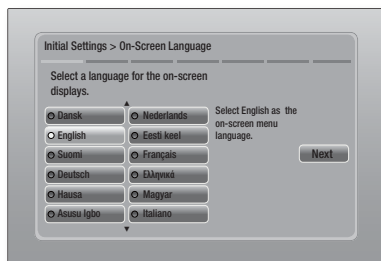 Initial Settings > On-Screen Language
Select a language for the on-screen
displays.
Dansk
English
Suomi
Deutsch
Hausa
Asusu Igbo
Nederlands
Eesti keel
Français
Ελληνικά
Magyar
Italiano
Select English as the
on-screen menu
language.
Next